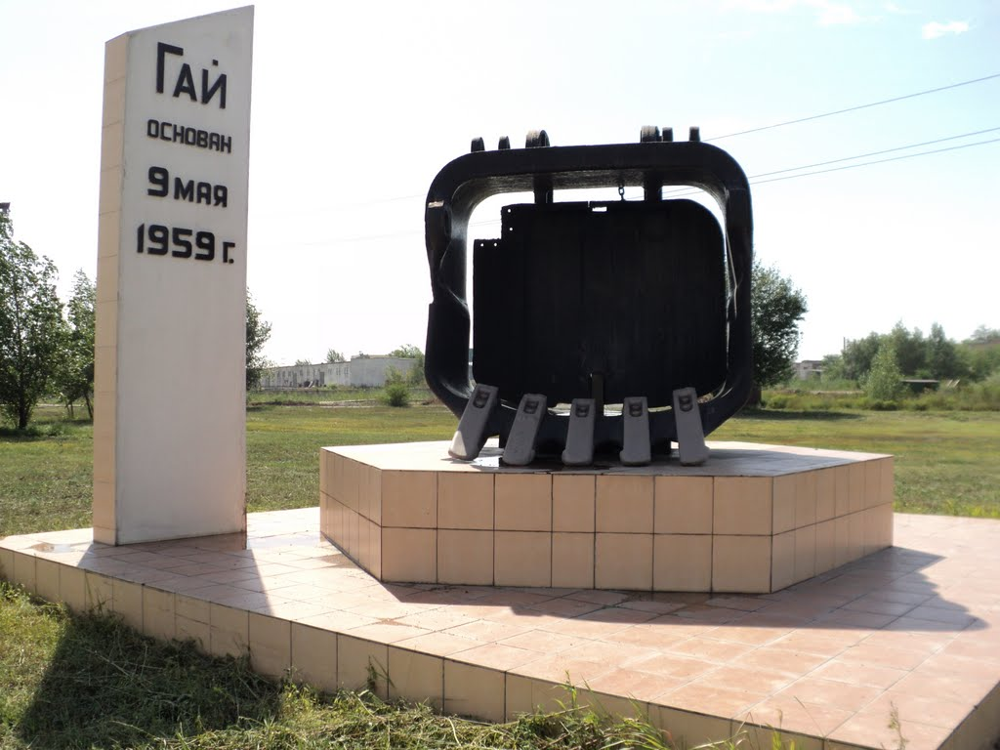 Гай
основан
9 мая
1959 г.